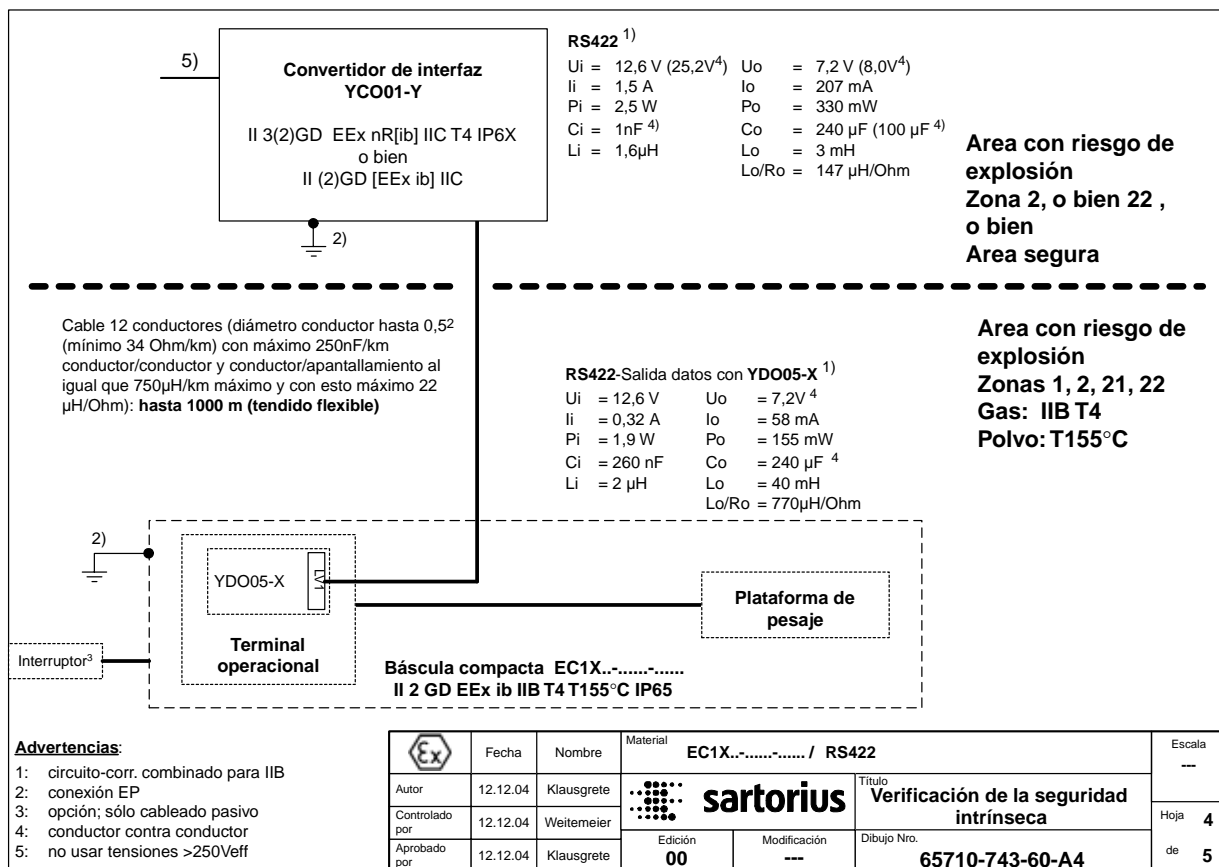 5)
Convertidor de interfaz
YCO01-Y
II 3(2)GD EEx nR[ib] IIC T4 IP6X
o bien
II (2)GD [EEx ib] IIC
2)
RS422 1)
Ui = 12,6 V (25,2V4) Uo = 7,2 V (8,0V4)
Ii = 1,5 A Io = 207 mA
Pi = 2,5 W Po = 330 mW
Ci = 1nF 4) Co = 240 µF (100 µF 4)
Li = 1,6µH Lo = 3 mH
Lo/Ro = 147 µH/Ohm
Area con riesgo de
explosión
Zona 2, o bien 22 ,
o bien
Area segura
Cable 12 conductores (diámetro conductor hasta 0,5²
(mínimo 34 Ohm/km) con máximo 250nF/km
conductor/conductor y conductor/apantallamiento al
igual que 750µH/km máximo y con esto máximo 22
µH/Ohm): hasta 1000 m (tendido flexible)
RS422-Salida datos con YDO05-X 1)
Ui = 12,6 V Uo = 7,2V 4
Ii = 0,32 A Io = 58 mA
Pi = 1,9 W Po = 155 mW
Ci = 260 nF Co = 240 µF 4
Li = 2 µH Lo = 40 mH
Lo/Ro = 770µH/Ohm
Area con riesgo de
explosión
Zonas 1, 2, 21, 22
Gas: IIB T4
Polvo: T155°C
2)
YDO05-X
LV1
Terminal
operacional
Plataforma de
pesaje
Interruptor³
Báscula compacta EC1X..-......-......
II 2 GD EEx ib IIB T4 T155°C IP65
Advertencias:
1: circuito-corr. combinado para IIB
2: conexión EP
3: opción; sólo cableado pasivo
4: conductor contra conductor
5: no usar tensiones >250Veff
Ex
Fecha Nombre
Material
EC1X..-......-...... / RS422
Escala
---
Autor 12.12.04 Klausgrete
Controlado
por
12.12.04 Weitemeier
Aprobado
por
12.12.04 Klausgrete
sartorius
Título
Verificación de la seguridad
intrínseca
Hoja 4
de 5
Edición
00
Modificación
---
Dibujo Nro.
65710-743-60-A4